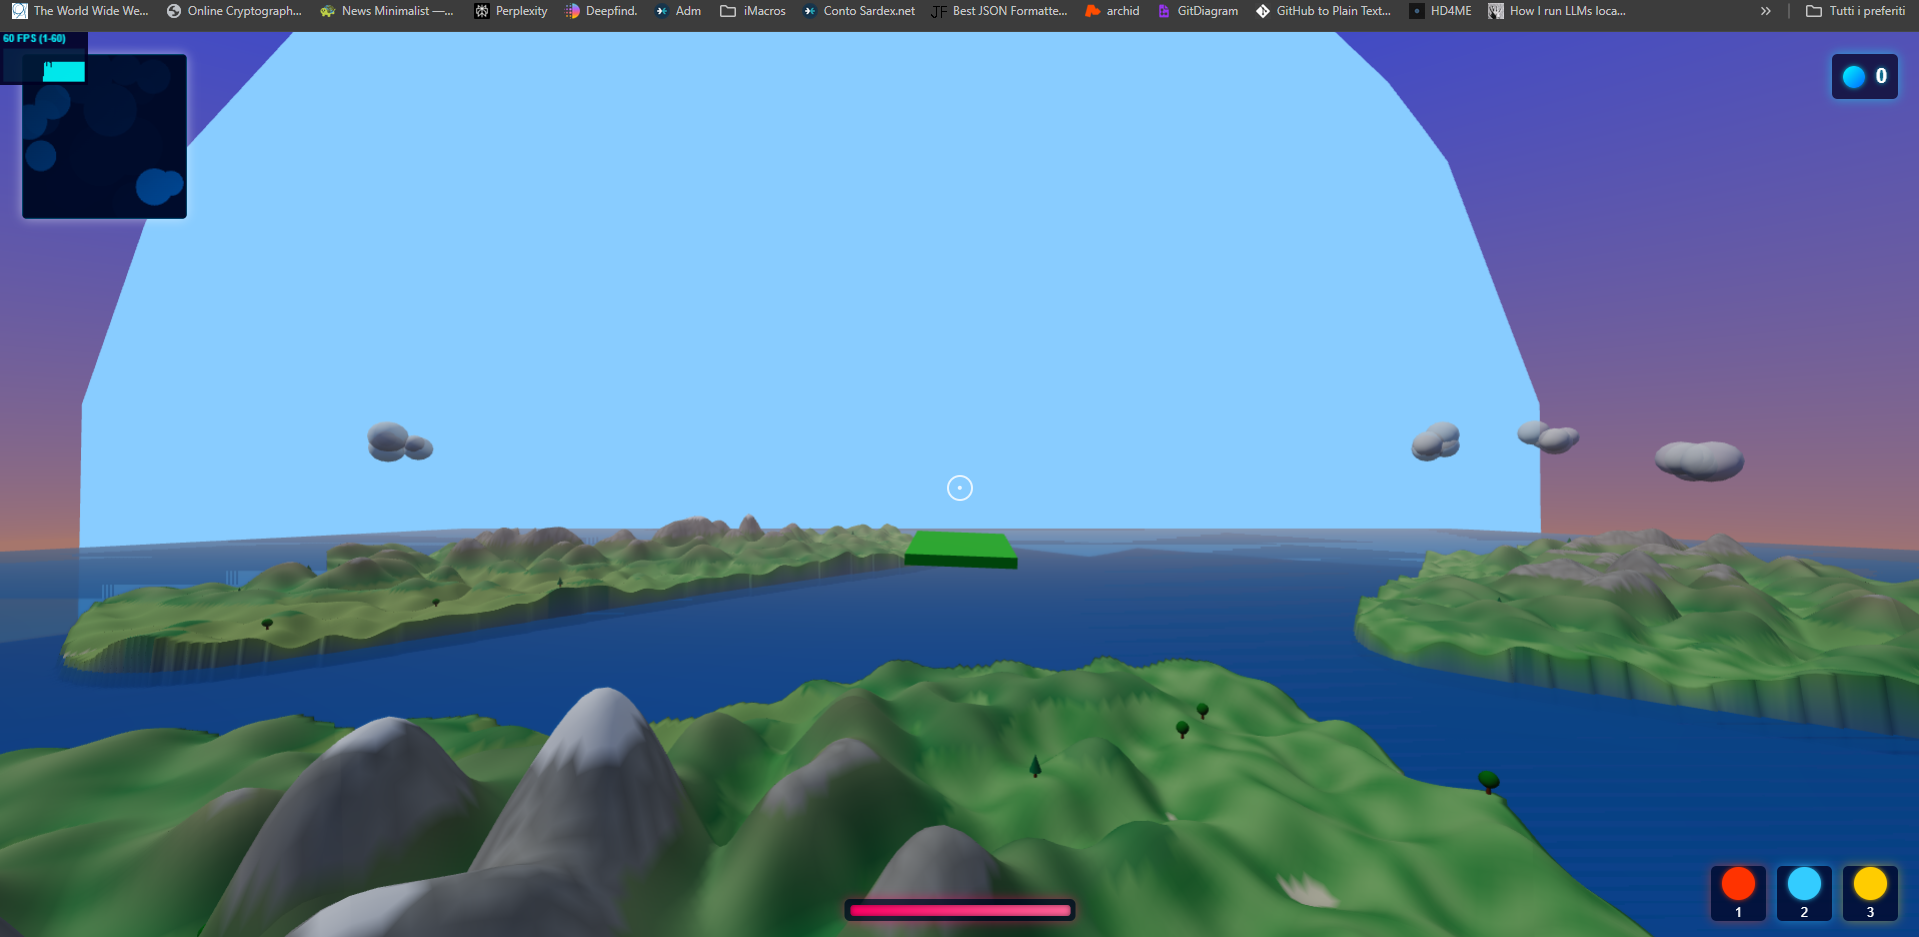 The World Wide We...
Online Cryptograph...
News Minimalist —...
Perplexity
Deepfind.
Adm
iMacros
Conto Sardex.net
JF Best JSON Formatte...
archid
GitDiagram
GitHub to Plain Text...
HD4ME
How I run LLMs loca...
Tutti i preferiti
60 FPS (1-60)
0
1
2
3